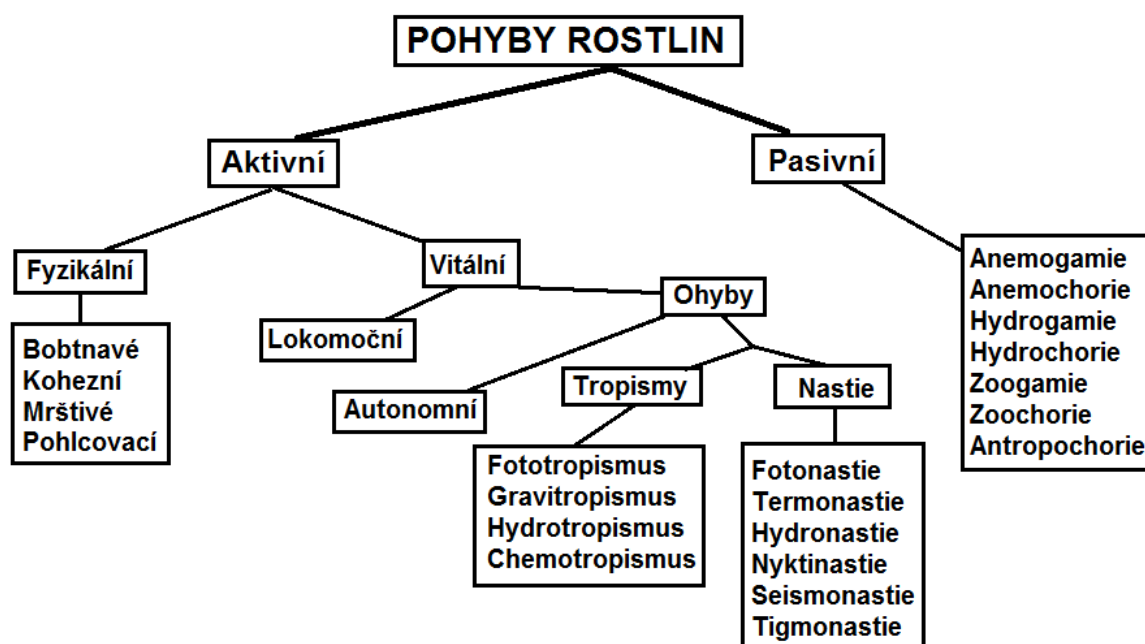 POHYBY ROSTLIN
Aktivní
Pasivní
Fyzikální
Vitální
Ohyby
Lokomoční
Autonomní
Tropismy
Nastie
Bobtnavé
Kohezní
Mrštivé
Pohlcovací
Fototropismus
Gravitropismus
Hydrotropismus
Chemotropismus
Fotonastie
Termonastie
Hydronastie
Nyktinastie
Seismonastie
Tigmonastie
Anemogamie
Anemochorie
Hydrogamie
Hydrochorie
Zoogamie
Zoochorie
Antropochorie